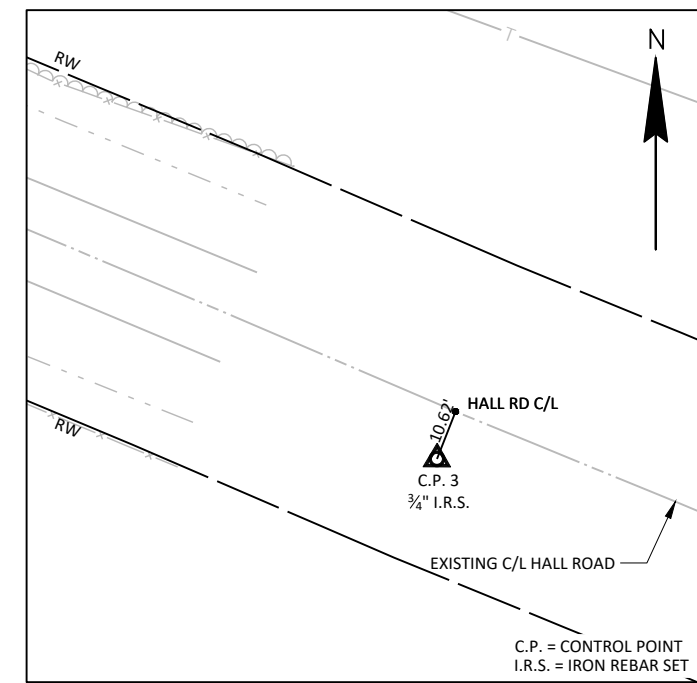 RW
T
N
10.62'
HALL RD C/L
C.P. 3
¾" I.R.S.
RW
EXISTING C/L HALL ROAD
C.P. = CONTROL POINT
I.R.S. = IRON REBAR SET